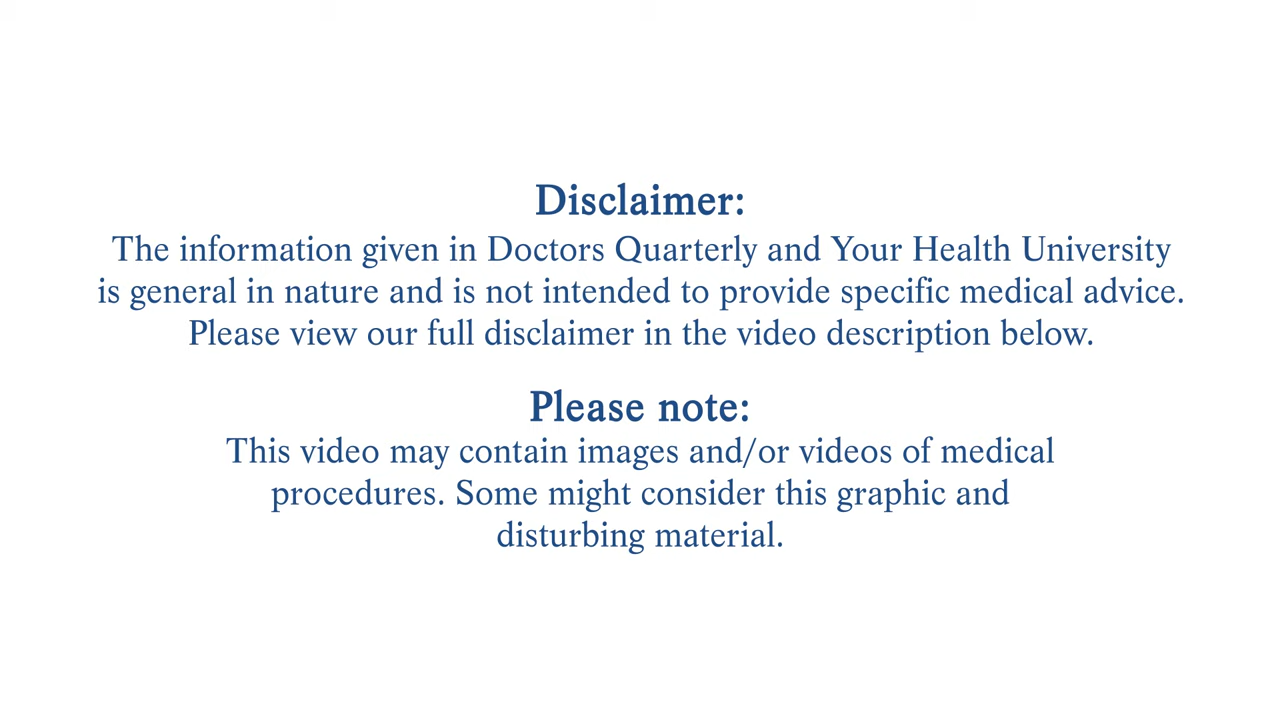 Disclaimer:
The information given in Doctors Quarterly and Your Health University
is general in nature and is not intended to provide specific medical advice.
Please view our full disclaimer in the video description below.
Please note:
This video may contain images and/or videos of medical
procedures. Some might consider this graphic and
disturbing material.